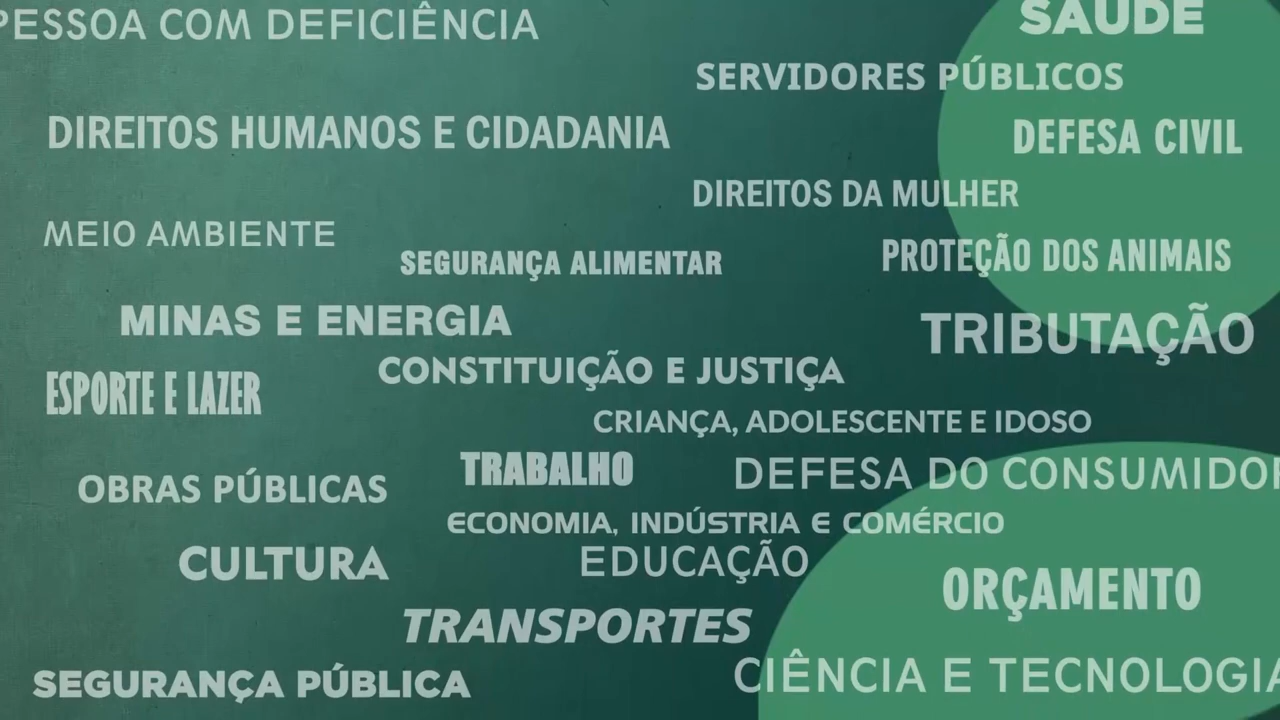 PESSOA COM DEFICIÊNCIA
SAÚDE
SERVIDORES PÚBLICOS
DIREITOS HUMANOS E CIDADANIA
DEFESA CIVIL
DIREITOS DA MULHER
MEIO AMBIENTE
SEGURANÇA ALIMENTAR
PROTEÇÃO DOS ANIMAIS
MINAS E ENERGIA
TRIBUTAÇÃO
CONSTITUIÇÃO E JUSTIÇA
ESPORTE E LAZER
CRIANÇA, ADOLESCENTE E IDOSO
TRABALHO
DEFESA DO CONSUMIDOR
OBRAS PÚBLICAS
ECONOMIA, INDÚSTRIA E COMÉRCIO
CULTURA
EDUCAÇÃO
ORÇAMENTO
TRANSPORTES
CIÊNCIA E TECNOLOGIA
SEGURANÇA PÚBLICA